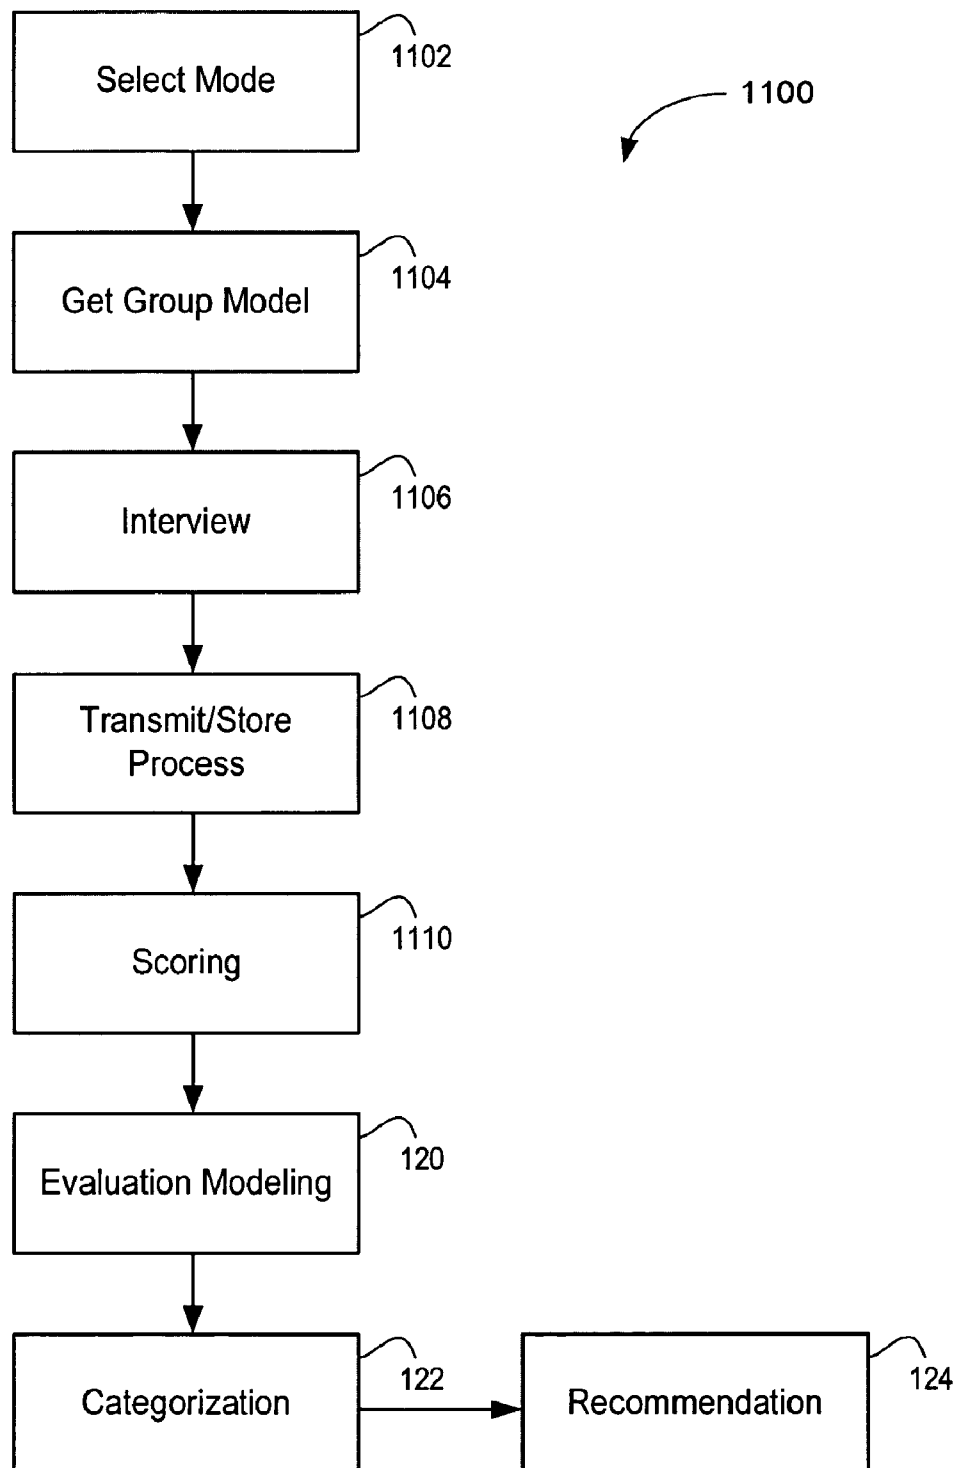 Select Mode
1102
1100
Get Group Model
1104
Interview
1106
Transmit/Store
Process
1108
Scoring
1110
Evaluation Modeling
120
Categorization
122
Recommendation
124